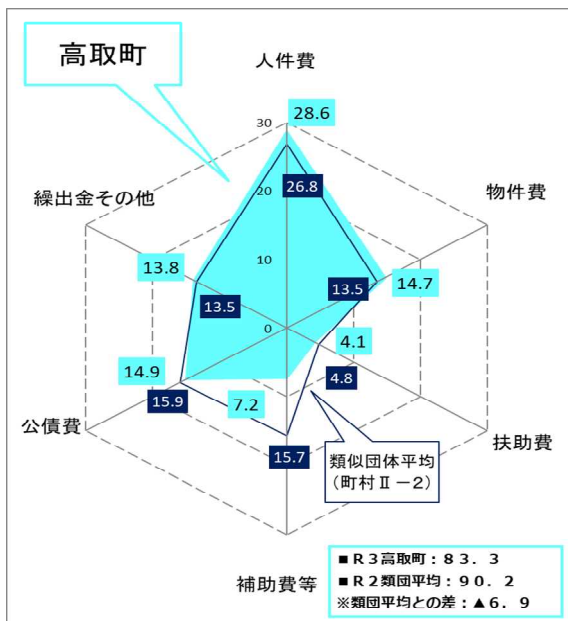 高取町
人件費
28.6
30
26.8
20
物件費
繰出金その他
10
13.8
13.5
13.5
14.7
0
4.1
14.9
4.8
7.2
15.9
公債費
扶助費
15.7
類似団体平均
(町村Ⅱ－2)
補助費等
■R3高取町：83．3
■R2類団平均：90．2
※類団平均との差：▲6．9